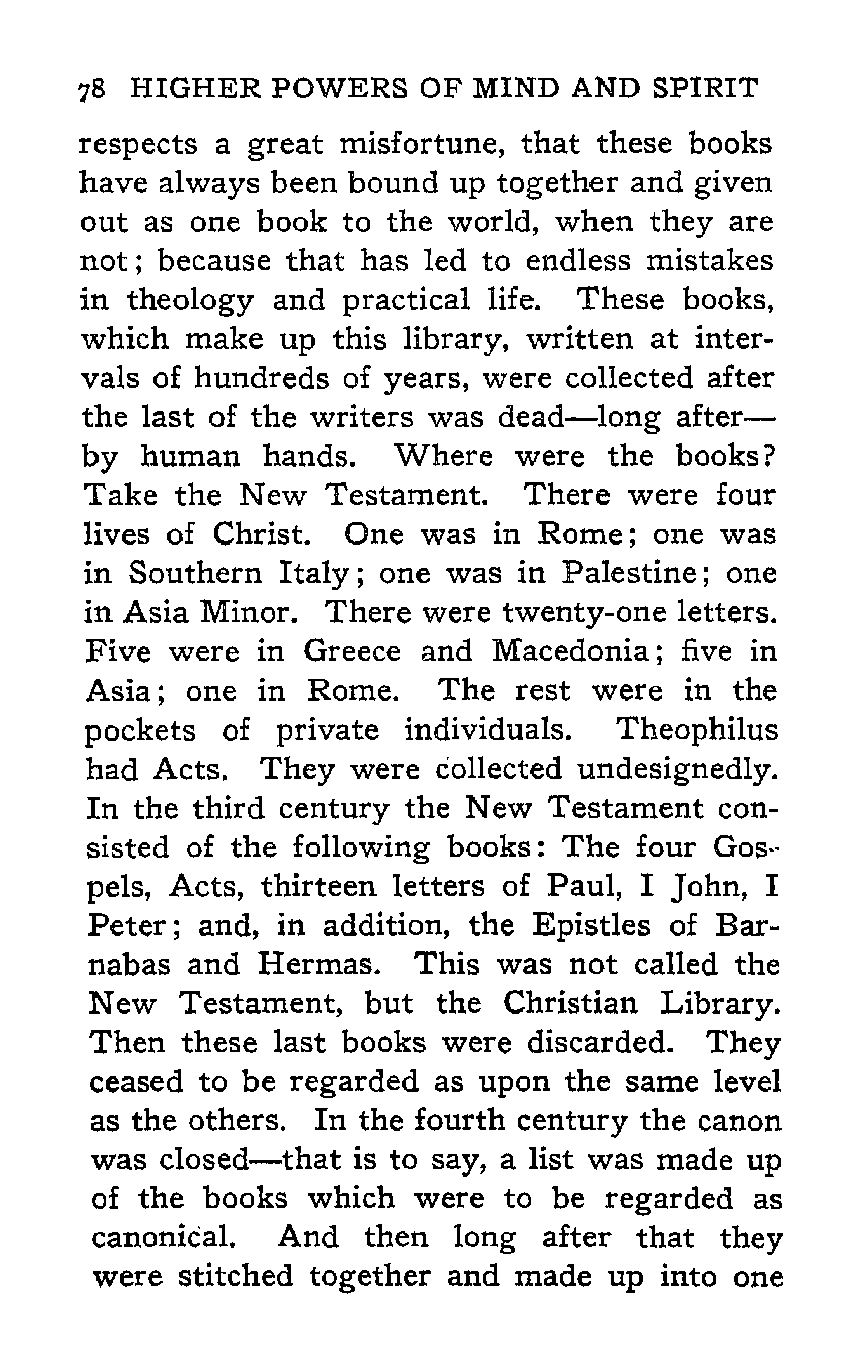 78 HIGHER POWERS OF MIND AND SPIRIT
respects a great misfortune, that these books
have always been bound up together and given
out as one book to the world, when they are
not; because that has led to endless mistakes
in theology and practical life. These books,
which make up this library, written at inter-
vals of hundreds of years, were collected after
the last of the writers was dead—long after—
by human hands. Where were the books?
Take the New Testament. There were four
lives of Christ. One was in Rome; one was
in Southern Italy; one was in Palestine; one
in Asia Minor. There were twenty-one letters.
Five were in Greece and Macedonia; five in
Asia; one in Rome. The rest were in the
pockets of private individuals. Theophilus
had Acts. They were collected undesignedly.
In the third century the New Testament con-
sisted of the following books: The four Gos-
pels, Acts, thirteen letters of Paul, I John, I
Peter; and, in addition, the Epistles of Bar-
nabas and Hermas. This was not called the
New Testament, but the Christian Library.
Then these last books were discarded. They
ceased to be regarded as upon the same level
as the others. In the fourth century the canon
was closed—that is to say, a list was made up
of the books which were to be regarded as
canonical. And then long after that they
were stitched together and made up into one